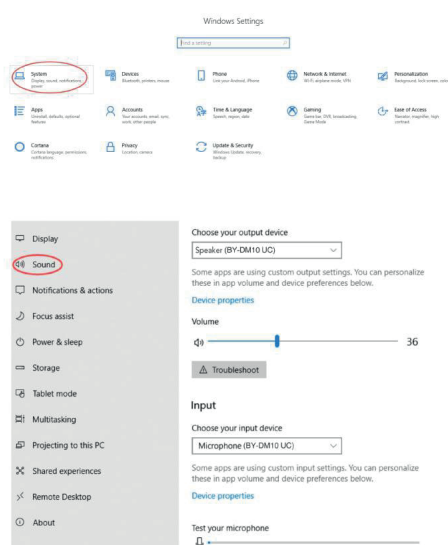 Windows Settings
Find a setting
System
Display, sound, notifications, power
Devices
Bluetooth, printers, mouse
Phone
Link your Android, iPhone
Network & Internet
Wi-Fi, airplane mode, VPN
Personalization
Background, lock screen, color
Apps
Uninstall, defaults, optional features
Accounts
Your accounts, email, sync, work, other people
Time & Language
Speech, region, date
Gaming
Game bar, DVR, broadcasting, Game Mode
Ease of Access
Narrator, magnifier, high contrast
Cortana
Cortana language, permissions, notifications
Privacy
Location, camera
Update & Security
Windows Update, recovery, backup
Display
Sound
Notifications & actions
Focus assist
Power & sleep
Storage
Tablet mode
Multitasking
Projecting to this PC
Shared experiences
Remote Desktop
About
Choose your output device
Speaker (BY-DM10 UC)
Some apps are using custom output settings. You can personalize
these in app volume and device preferences below.
Device properties
Volume
36
Troubleshoot
Input
Choose your input device
Microphone (BY-DM10 UC)
Some apps are using custom input settings. You can personalize
these in app volume and device preferences below.
Device properties
Test your microphone